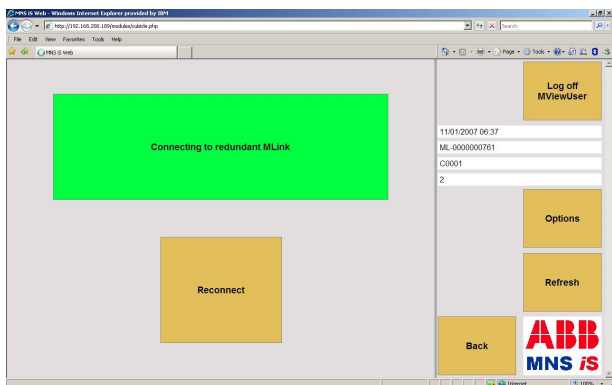 MNS iS Web - Windows Internet Explorer provided by IBM
http://192.168.200.189/modules/cubicle.php
Search
File Edit View Favorites Tools Help
MNS iS Web
Page Tools
Log off
MViewUser
Connecting to redundant MLink
11/01/2007 06:37
ML-0000000761
C0001
2
Options
Reconnect
Refresh
Back
ABB
MNS iS
Internet
100%